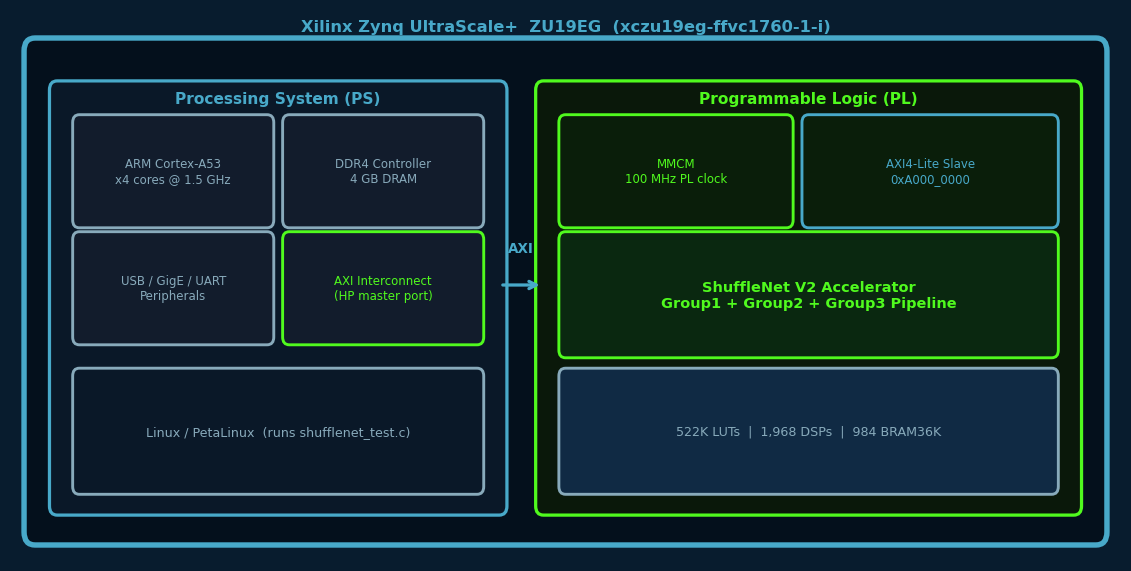 Xilinx Zynq UltraScale+  ZU19EG  (xczu19eg-ffvc1760-1-i)
Processing System (PS)
ARM Cortex-A53
x4 cores @ 1.5 GHz
DDR4 Controller
4 GB DRAM
USB / GigE / UART
Peripherals
AXI Interconnect
(HP master port)
Linux / PetaLinux  (runs shufflenet_test.c)
AXI
Programmable Logic (PL)
MMCM
100 MHz PL clock
AXI4-Lite Slave
0xA000_0000
ShuffleNet V2 Accelerator
Group1 + Group2 + Group3 Pipeline
522K LUTs  |  1,968 DSPs  |  984 BRAM36K